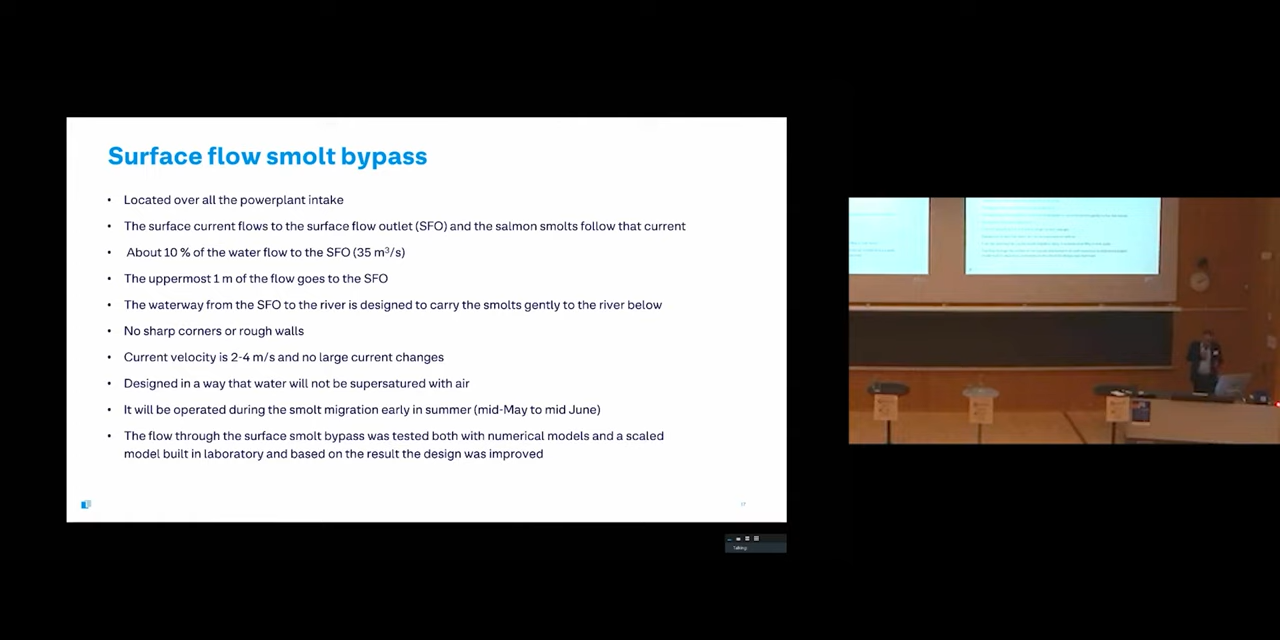 Surface flow smolt bypass
• Located over all the powerplant intake
• The surface current flows to the surface flow outlet (SFO) and the salmon smolts follow that current
• About 10 % of the water flow to the SFO (35 m³/s)
• The uppermost 1 m of the flow goes to the SFO
• The waterway from the SFO to the river is designed to carry the smolts gently to the river below
• No sharp corners or rough walls
• Current velocity is 2-4 m/s and no large current changes
• Designed in a way that water will not be supersatured with air
• It will be operated during the smolt migration early in summer (mid-May to mid June)
• The flow through the surface smolt bypass was tested both with numerical models and a scaled
model built in laboratory and based on the result the design was improved
Talking: